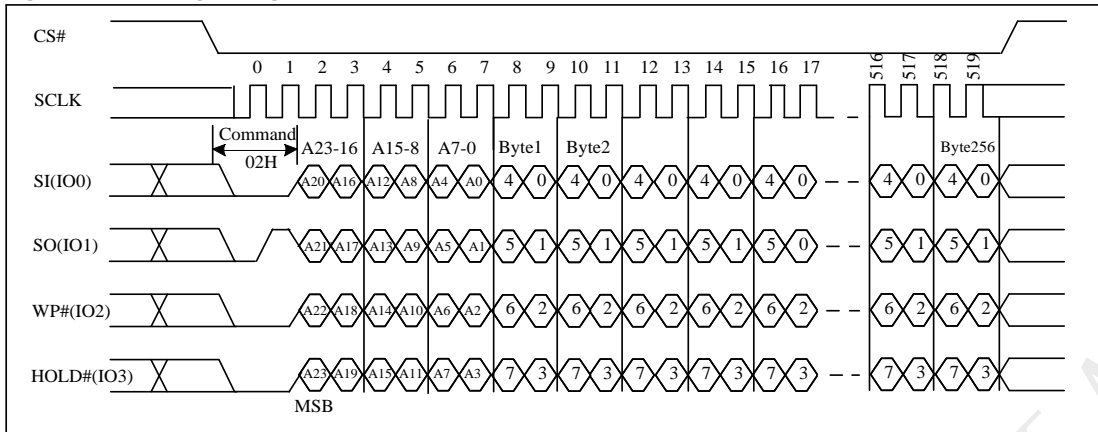 CS#
0 1 2 3 4 5 6 7 8 9 10 11 12 13 14 15 16 17 516 517 518 519
SCLK
Command
02H
A23-16 A15-8 A7-0 Byte1 Byte2 Byte256
SI(IO0) A20 A16 A12 A8 A4 A0 4 0 4 0 4 0 4 0 4 0 4 0 4 0
SO(IO1) A21 A17 A13 A9 A5 A1 5 1 5 1 5 1 5 1 5 0 5 1 5 1
WP#(IO2) A22 A18 A14 A10 A6 A2 6 2 6 2 6 2 6 2 6 2 6 2 6 2
HOLD#(IO3) A23 A19 A15 A11 A7 A3 7 3 7 3 7 3 7 3 7 3 7 3 7 3
MSB